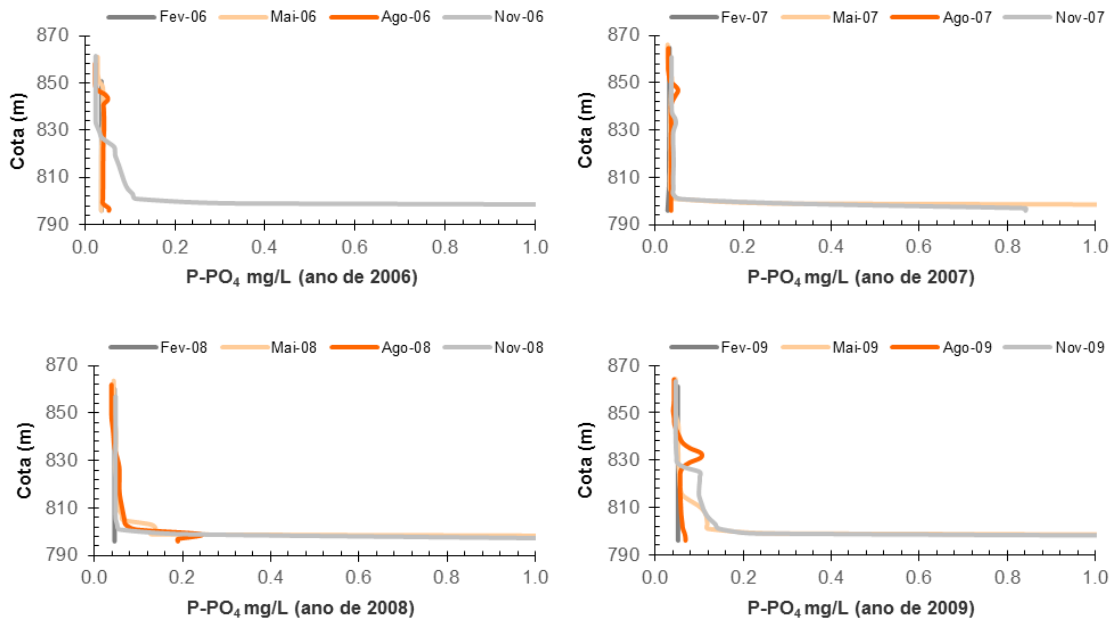 Fev-06 Mai-06 Ago-06 Nov-06
870
850
830
810
790
Cota (m)
0.0 0.2 0.4 0.6 0.8 1.0
P-PO₄ mg/L (ano de 2006)
Fev-07 Mai-07 Ago-07 Nov-07
870
850
830
810
790
Cota (m)
0.0 0.2 0.4 0.6 0.8 1.0
P-PO₄ mg/L (ano de 2007)
Fev-08 Mai-08 Ago-08 Nov-08
870
850
830
810
790
Cota (m)
0.0 0.2 0.4 0.6 0.8 1.0
P-PO₄ mg/L (ano de 2008)
Fev-09 Mai-09 Ago-09 Nov-09
870
850
830
810
790
Cota (m)
0.0 0.2 0.4 0.6 0.8 1.0
P-PO₄ mg/L (ano de 2009)